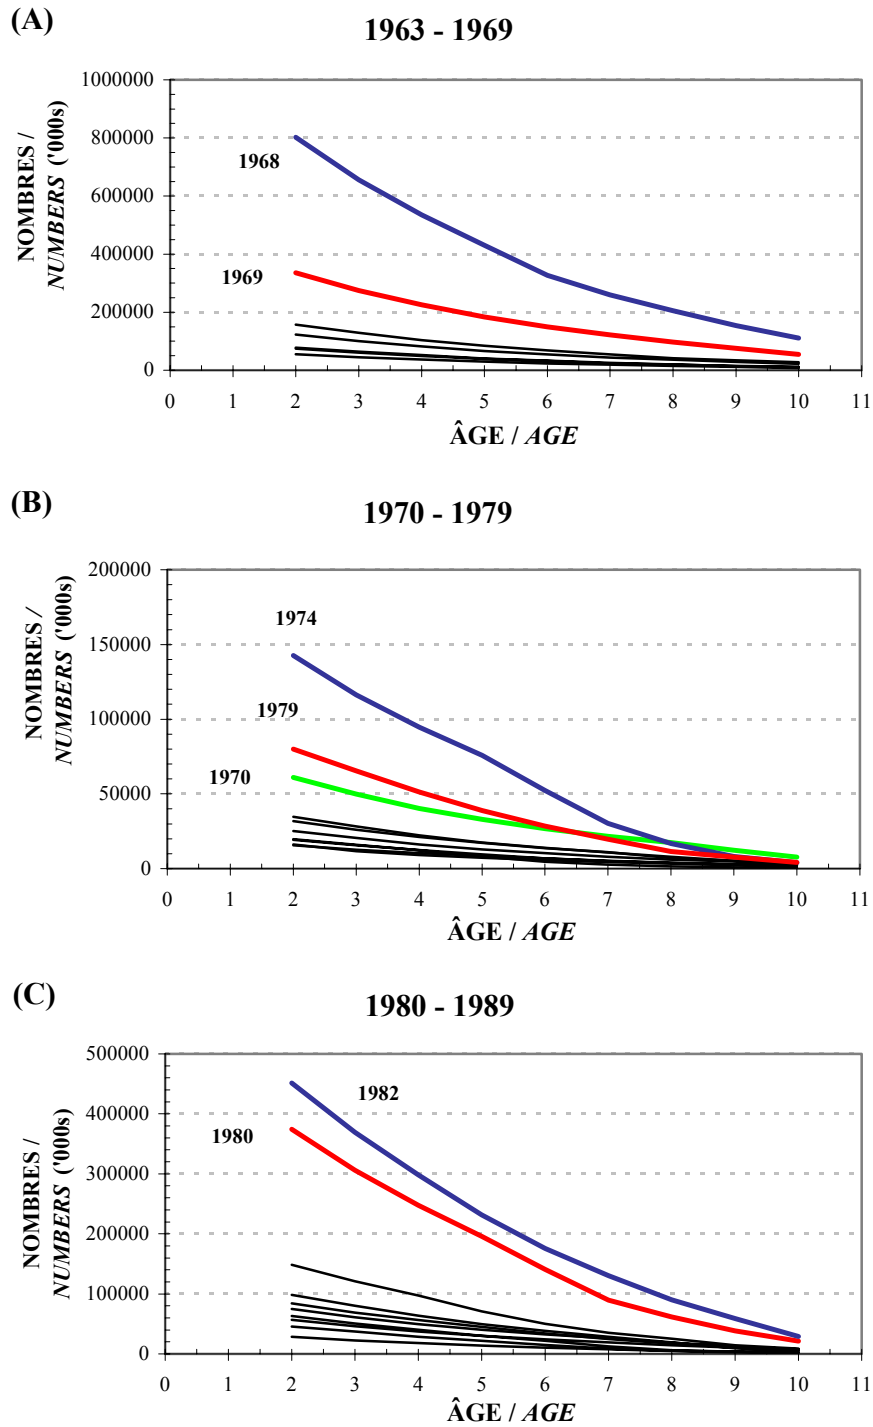 (A)
1963 - 1969
NOMBRES /
NUMBERS ('000s)
1000000
800000
600000
400000
200000
0
1968
1969
0 1 2 3 4 5 6 7 8 9 10 11
ÂGE / AGE
(B)
1970 - 1979
NOMBRES /
NUMBERS ('000s)
200000
150000
100000
50000
0
1974
1979
1970
0 1 2 3 4 5 6 7 8 9 10 11
ÂGE / AGE
(C)
1980 - 1989
NOMBRES /
NUMBERS ('000s)
500000
400000
300000
200000
100000
0
1982
1980
0 1 2 3 4 5 6 7 8 9 10 11
ÂGE / AGE